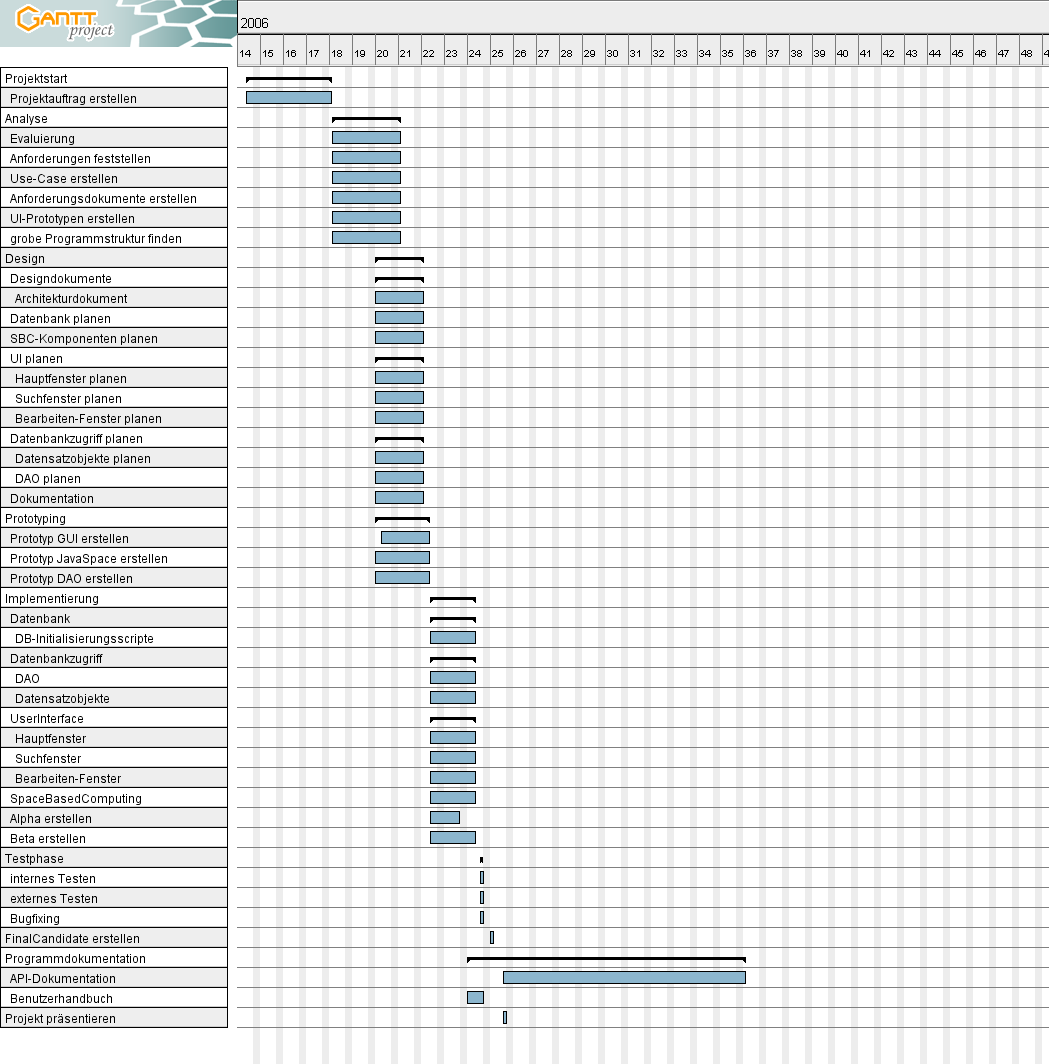 GANTT
project
2006
14 15 16 17 18 19 20 21 22 23 24 25 26 27 28 29 30 31 32 33 34 35 36 37 38 39 40 41 42 43 44 45 46 47 48 4
Projektstart
Projektauftrag erstellen
Analyse
Evaluierung
Anforderungen feststellen
Use-Case erstellen
Anforderungsdokumente erstellen
UI-Prototypen erstellen
grobe Programmstruktur finden
Design
Designdokumente
Architekturdokument
Datenbank planen
SBC-Komponenten planen
UI planen
Hauptfenster planen
Suchfenster planen
Bearbeiten-Fenster planen
Datenbankzugriff planen
Datensatzobjekte planen
DAO planen
Dokumentation
Prototyping
Prototyp GUI erstellen
Prototyp JavaSpace erstellen
Prototyp DAO erstellen
Implementierung
Datenbank
DB-Initialisierungsscripte
Datenbankzugriff
DAO
Datensatzobjekte
UserInterface
Hauptfenster
Suchfenster
Bearbeiten-Fenster
SpaceBasedComputing
Alpha erstellen
Beta erstellen
Testphase
internes Testen
externes Testen
Bugfixing
FinalCandidate erstellen
Programmdokumentation
API-Dokumentation
Benutzerhandbuch
Projekt präsentieren